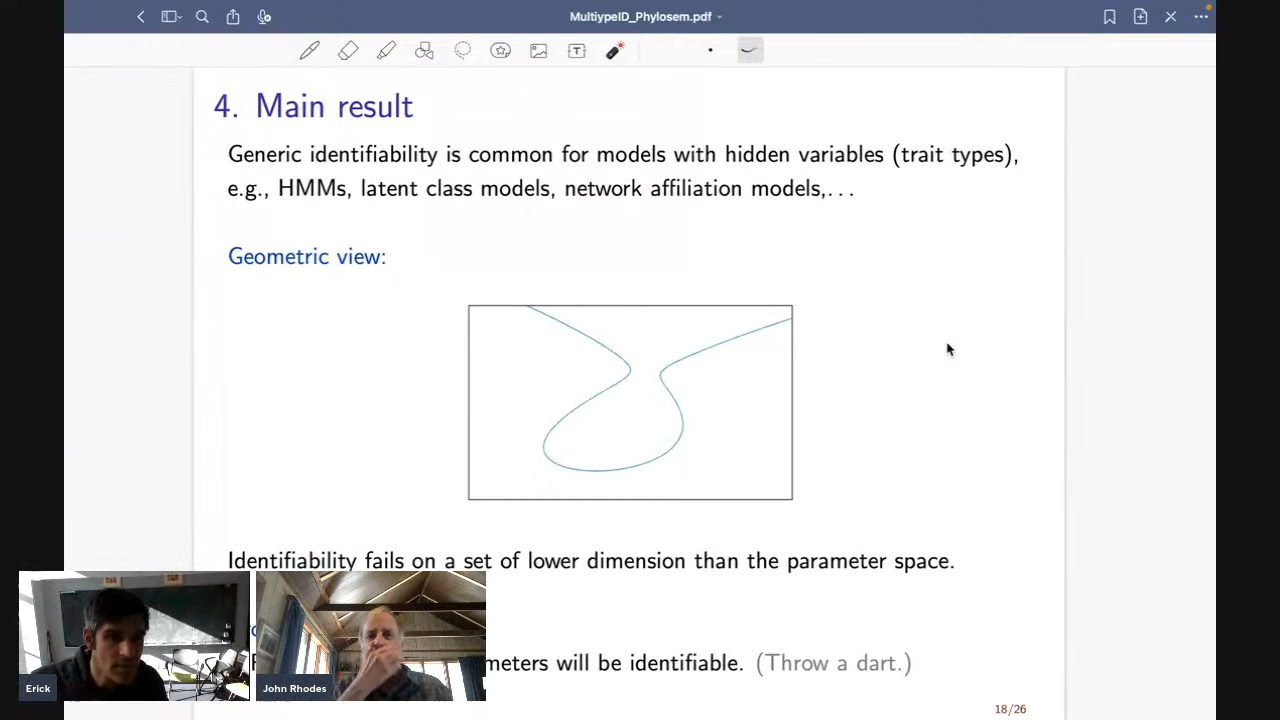 MultiypeID_Phylosem.pdf
4. Main result
Generic identifiability is common for models with hidden variables (trait types),
e.g., HMMs, latent class models, network affiliation models,...
Geometric view:
Identifiability fails on a set of lower dimension than the parameter space.
meters will be identifiable. (Throw a dart.)
Erick
John Rhodes
18/26